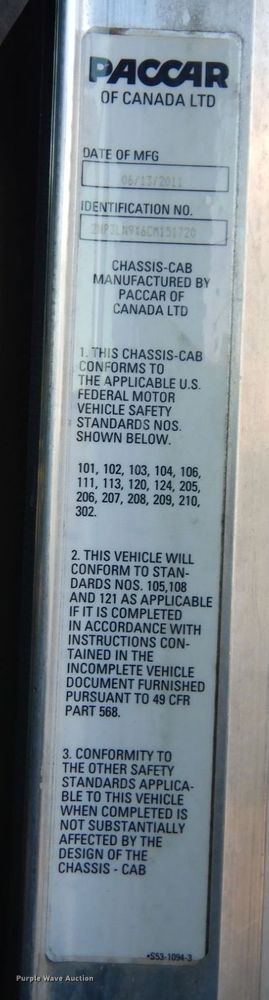 PACCAR
OF CANADA LTD
DATE OF MFG
06/13/2011
IDENTIFICATION NO.
CHASSIS-CAB
MANUFACTURED BY
PACCAR OF
CANADA LTD
1. THIS CHASSIS-CAB
CONFORMS TO
THE APPLICABLE U.S.
FEDERAL MOTOR
VEHICLE SAFETY
STANDARDS NOS.
SHOWN BELOW.
101, 102, 103, 104, 106,
111, 113, 120, 124, 205,
206, 207, 208, 209, 210,
302.
2. THIS VEHICLE WILL
CONFORM TO STAN-
DARDS NOS. 105,108
AND 121 AS APPLICABLE
IF IT IS COMPLETED
IN ACCORDANCE WITH
INSTRUCTIONS CON-
TAINED IN THE
INCOMPLETE VEHICLE
DOCUMENT FURNISHED
PURSUANT TO 49 CFR
PART 568.
3. CONFORMITY TO
THE OTHER SAFETY
STANDARDS APPLICA-
BLE TO THIS VEHICLE
WHEN COMPLETED IS
NOT SUBSTANTIALLY
AFFECTED BY THE
DESIGN OF THE
CHASSIS - CAB
•S53-1094-3
Purple Wave Auction